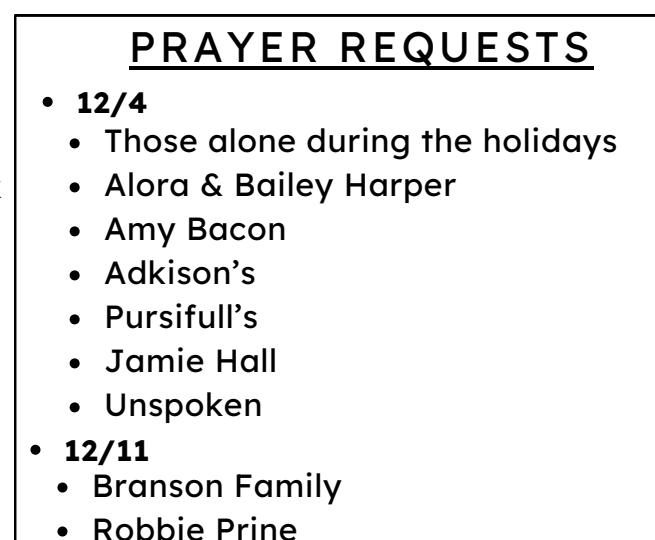 PRAYER REQUESTS
• 12/4
• Those alone during the holidays
• Alora & Bailey Harper
• Amy Bacon
• Adkison’s
• Pursifull’s
• Jamie Hall
• Unspoken
• 12/11
• Branson Family
• Robbie Prine